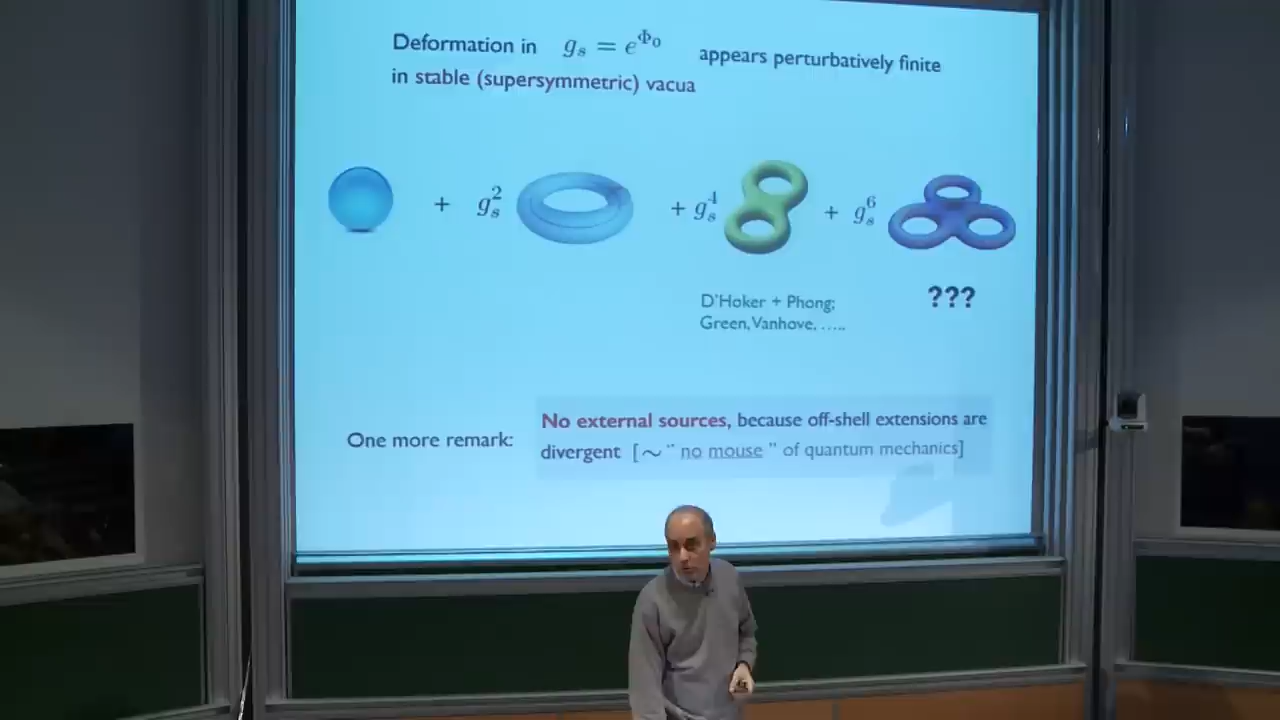 Deformation in g_s = e^{Φ_0} appears perturbatively finite
in stable (supersymmetric) vacua
+ g_s^2 + g_s^4 + g_s^6
D'Hoker + Phong;
Green, Vanhove, .....
???
One more remark:
No external sources, because off-shell extensions are
divergent [~ " no mouse " of quantum mechanics]